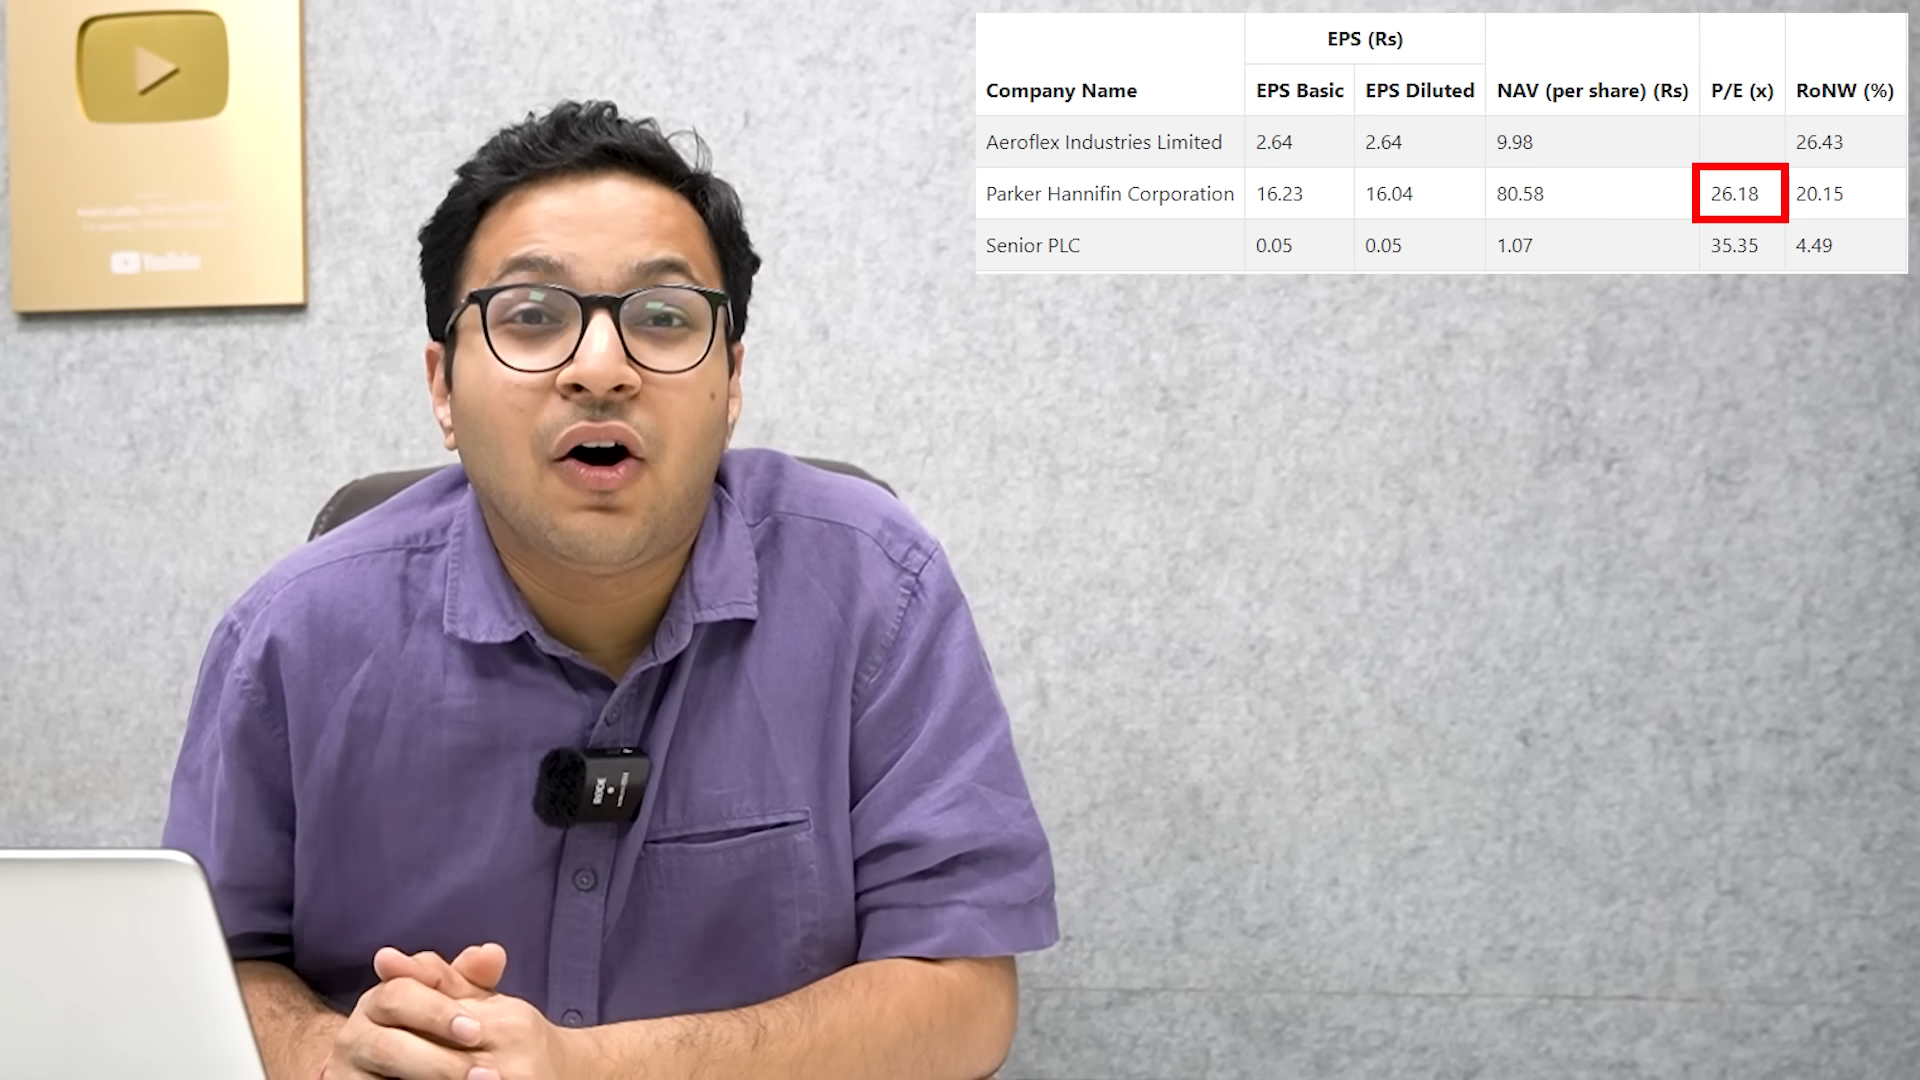 EPS (Rs)
Company Name EPS Basic EPS Diluted NAV (per share) (Rs) P/E (x) RoNW (%)
Aeroflex Industries Limited 2.64 2.64 9.98 26.43
Parker Hannifin Corporation 16.23 16.04 80.58 26.18 20.15
Senior PLC 0.05 0.05 1.07 35.35 4.49
YouTube
RODE